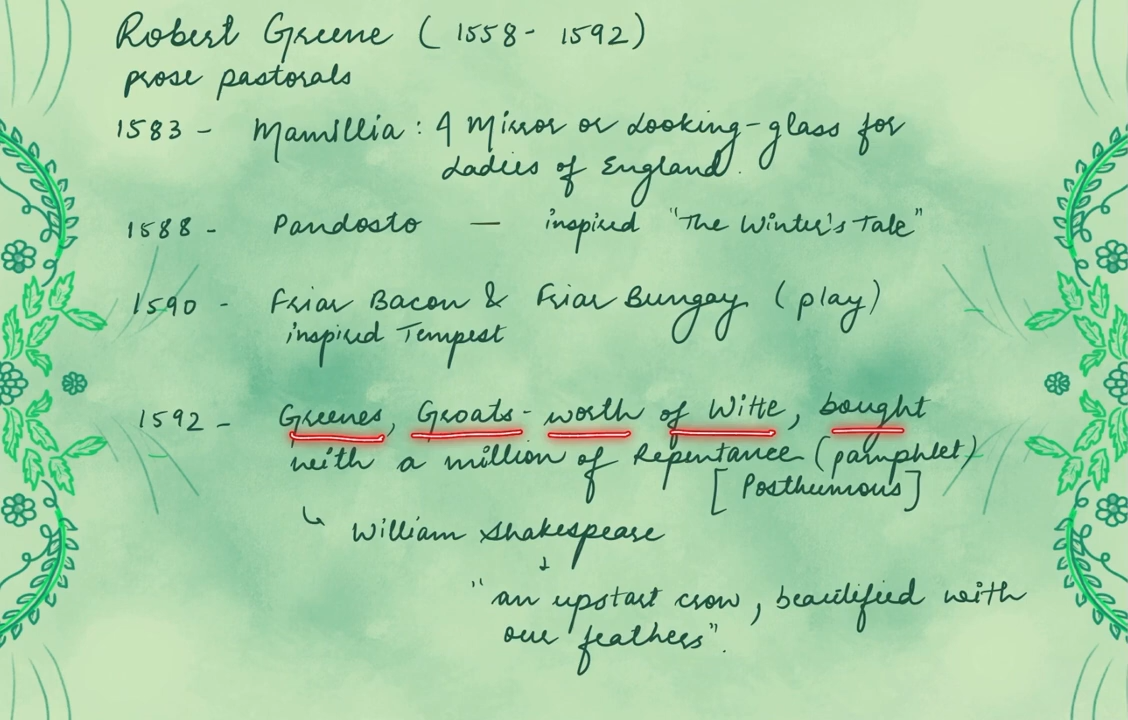 Robert Greene ( 1558 - 1592)
prose pastorals
1583 - Mamillia : A Mirror or Looking-glass for
Ladies of England.
1588 - Pandosto — inspired "The Winter's Tale"
1590 - Friar Bacon & Friar Bungay (play)
inspired Tempest
1592 - Greenes, Groats-worth of Witte, bought
with a million of Repentance (pamphlet)
[Posthumous]
↳ William Shakespeare
↓
"an upstart crow, beautified with
our feathers".